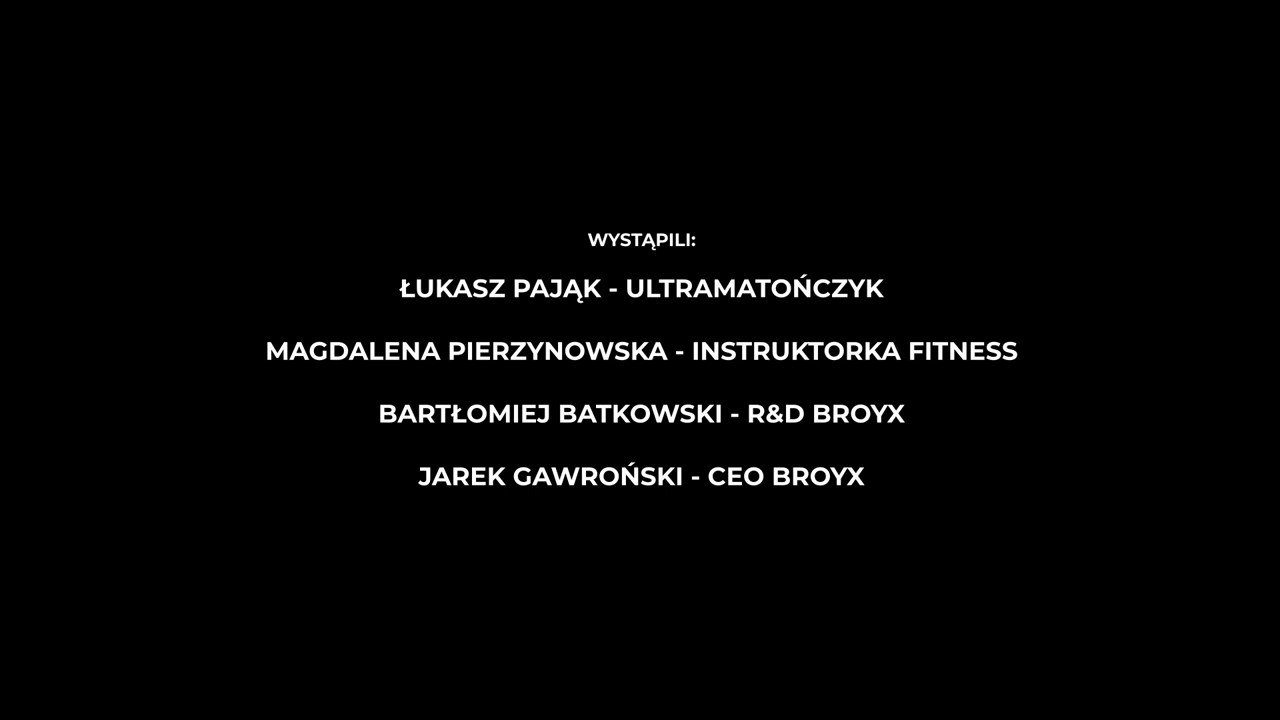 WYSTĄPILI:
ŁUKASZ PAJĄK - ULTRAMATOŃCZYK
MAGDALENA PIERZYNOWSKA - INSTRUKTORKA FITNESS
BARTŁOMIEJ BATKOWSKI - R&D BROYX
JAREK GAWROŃSKI - CEO BROYX